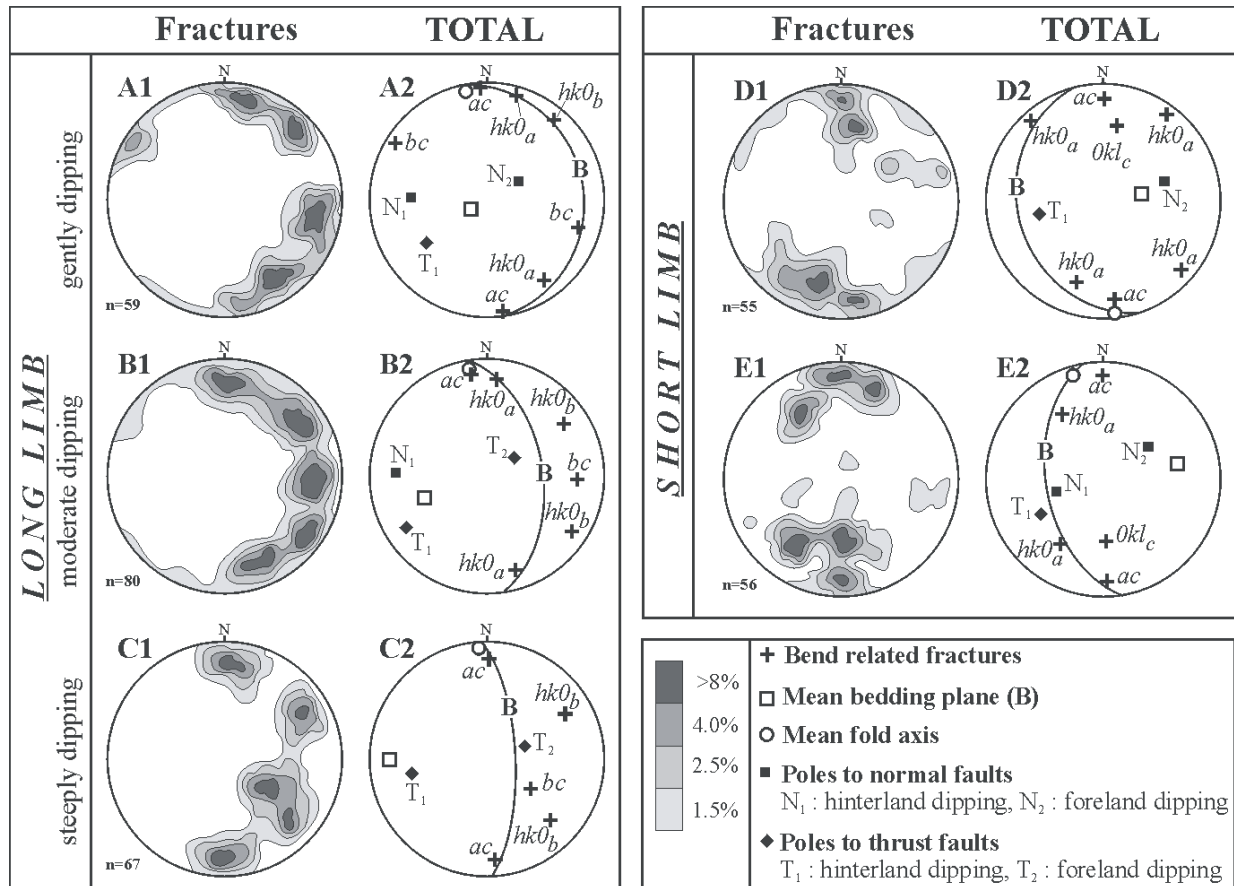 Fractures TOTAL
LONG LIMB
gently dipping
A1
N
n=59
A2
N
ac
hk0a
hk0b
bc
N1
N2
B
bc
T1
hk0a
ac
moderate dipping
B1
N
n=80
B2
N
ac
hk0a
hk0b
T2
N1
B
bc
T1
hk0b
hk0a
steeply dipping
C1
N
n=67
C2
N
ac
hk0b
B
T2
T1
bc
hk0b
ac
Fractures TOTAL
SHORT LIMB
D1
N
n=55
D2
N
ac
hk0a
hk0a
0klc
B
N2
T1
hk0a
hk0a
ac
E1
N
n=56
E2
N
ac
hk0a
B
N2
N1
T1
hk0a
0klc
ac
>8%
4.0%
2.5%
1.5%
Bend related fractures
Mean bedding plane (B)
Mean fold axis
Poles to normal faults
N1 : hinterland dipping, N2 : foreland dipping
Poles to thrust faults
T1 : hinterland dipping, T2 : foreland dipping